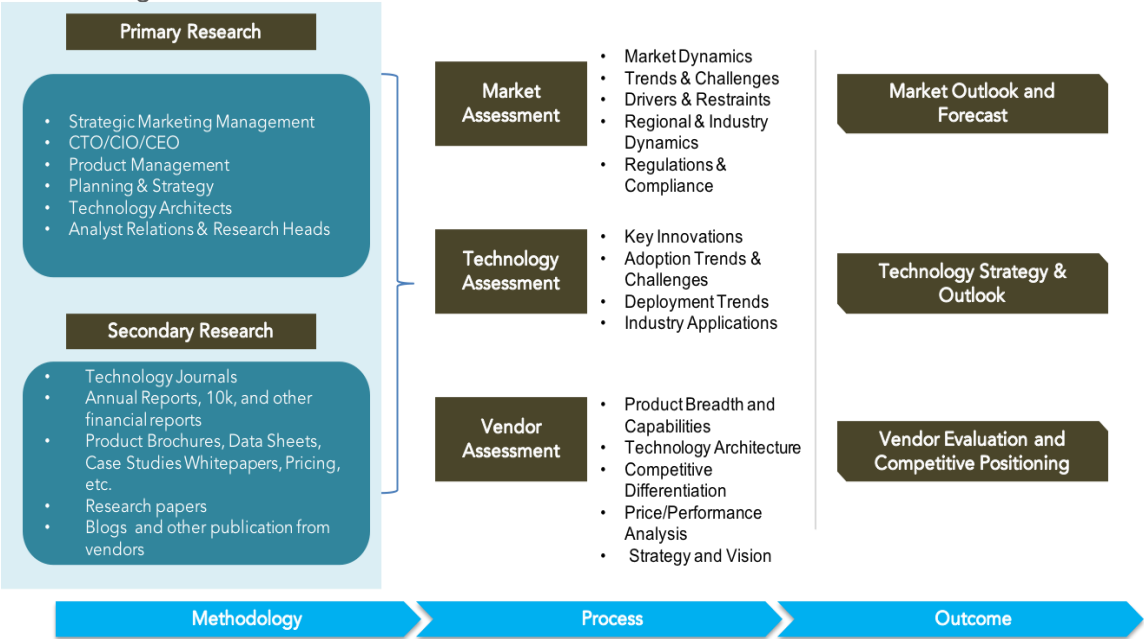 Primary Research
• Strategic Marketing Management
• CTO/CIO/CEO
• Product Management
• Planning & Strategy
• Technology Architects
• Analyst Relations & Research Heads
Secondary Research
• Technology Journals
• Annual Reports, 10k, and other
financial reports
• Product Brochures, Data Sheets,
Case Studies Whitepapers, Pricing,
etc.
• Research papers
• Blogs and other publication from
vendors
Market
Assessment
• Market Dynamics
• Trends & Challenges
• Drivers & Restraints
• Regional & Industry
Dynamics
• Regulations &
Compliance
Market Outlook and
Forecast
Technology
Assessment
• Key Innovations
• Adoption Trends &
Challenges
• Deployment Trends
• Industry Applications
Technology Strategy &
Outlook
Vendor
Assessment
• Product Breadth and
Capabilities
• Technology Architecture
• Competitive
Differentiation
• Price/Performance
Analysis
• Strategy and Vision
Vendor Evaluation and
Competitive Positioning
Methodology
Process
Outcome